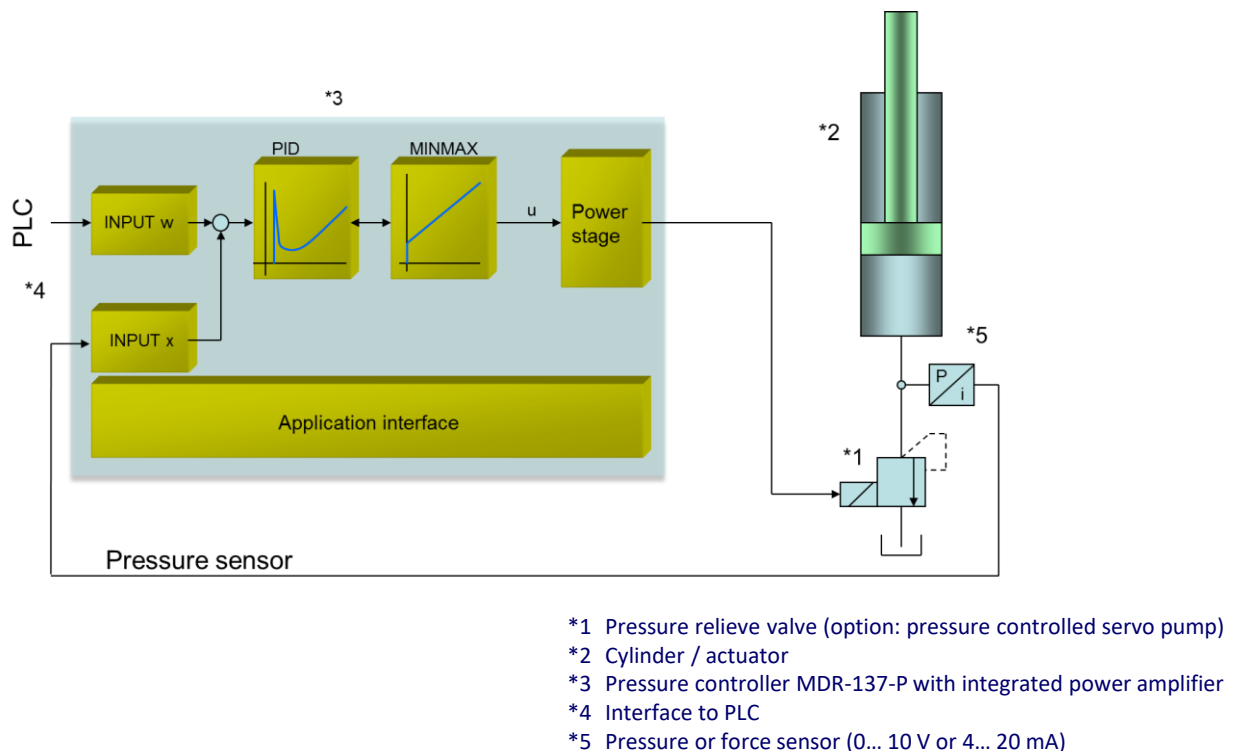 *3
*2
PID
MINMAX
PLC
INPUT w
u
Power
stage
*4
INPUT x
*5
P
i
Application interface
*1
Pressure sensor
*1 Pressure relieve valve (option: pressure controlled servo pump)
*2 Cylinder / actuator
*3 Pressure controller MDR-137-P with integrated power amplifier
*4 Interface to PLC
*5 Pressure or force sensor (0... 10 V or 4... 20 mA)